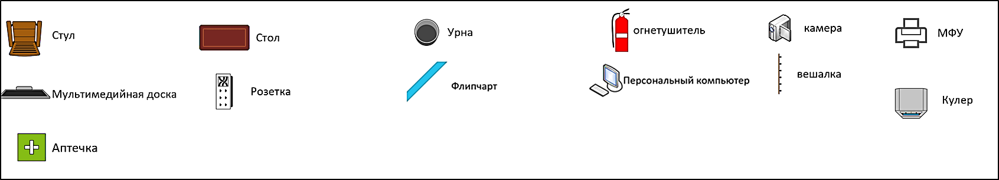 Стул
Стол
Урна
огнетушитель
камера
МФУ
Мультимедийная доска
Розетка
Флипчарт
Персональный компьютер
вешалка
Кулер
Аптечка